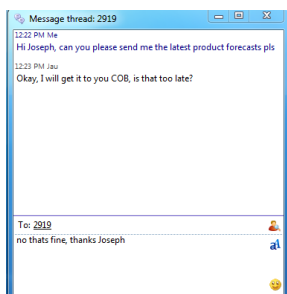 Message thread: 2919
12:22 PM Me
Hi Joseph, can you please send me the latest product forecasts pls
12:23 PM Jau
Okay, I will get it to you COB, is that too late?
To: 2919
no thats fine, thanks Joseph
a